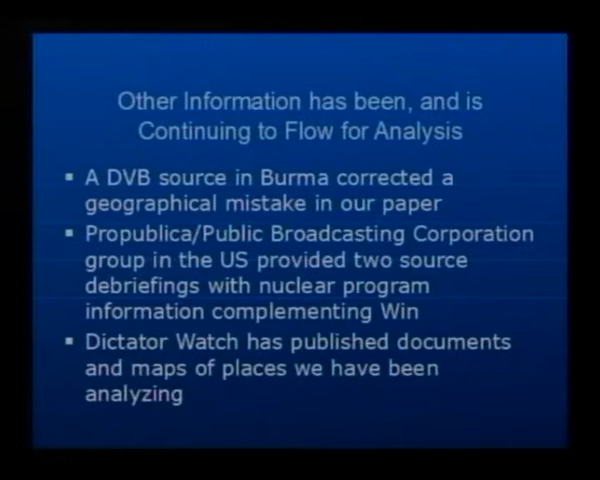 Other Information has been, and is
Continuing to Flow for Analysis
▪ A DVB source in Burma corrected a
geographical mistake in our paper
▪ Propublica/Public Broadcasting Corporation
group in the US provided two source
debriefings with nuclear program
information complementing Win
▪ Dictator Watch has published documents
and maps of places we have been
analyzing